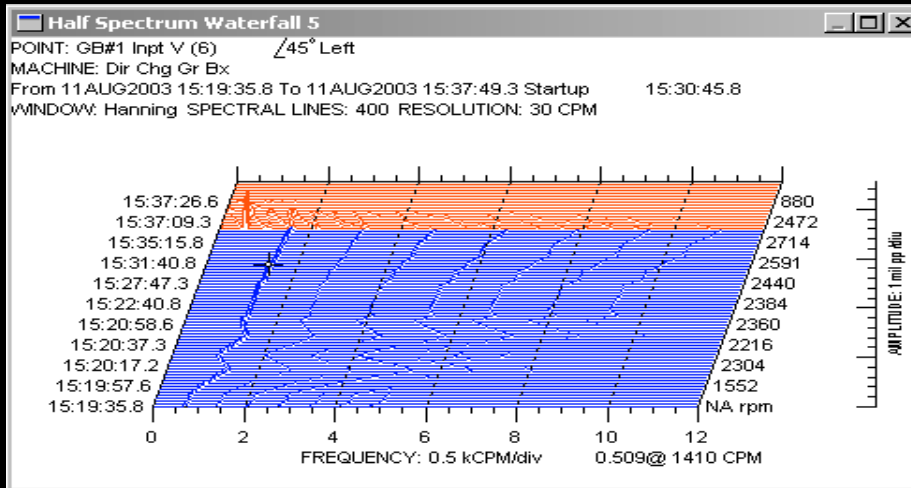 Half Spectrum Waterfall 5
POINT: GB#1 Inpt V (6) ∠45° Left
MACHINE: Dir Chg Gr Bx
From 11AUG2003 15:19:35.8 To 11AUG2003 15:37:49.3 Startup 15:30:45.8
WINDOW: Hanning SPECTRAL LINES: 400 RESOLUTION: 30 CPM
15:37:26.6 880
15:37:09.3 2472
15:35:15.8 2714
15:31:40.8 2591
15:27:47.3 2440
15:22:40.8 2384
15:20:58.6 2360
15:20:37.3 2216
15:20:17.2 2304
15:19:57.6 1552
15:19:35.8 NA rpm
AMPLITUDE: 1 mil pp/div
0 2 4 6 8 10 12
FREQUENCY: 0.5 kCPM/div 0.509@ 1410 CPM